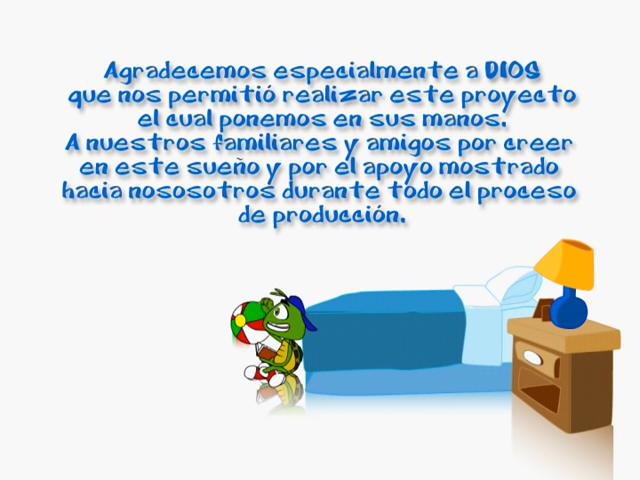 Agradecemos especialmente a DIOS
que nos permitió realizar este proyecto
el cual ponemos en sus manos.
A nuestros familiares y amigos por creer
en este sueño y por el apoyo mostrado
hacia nososotros durante todo el proceso
de producción.